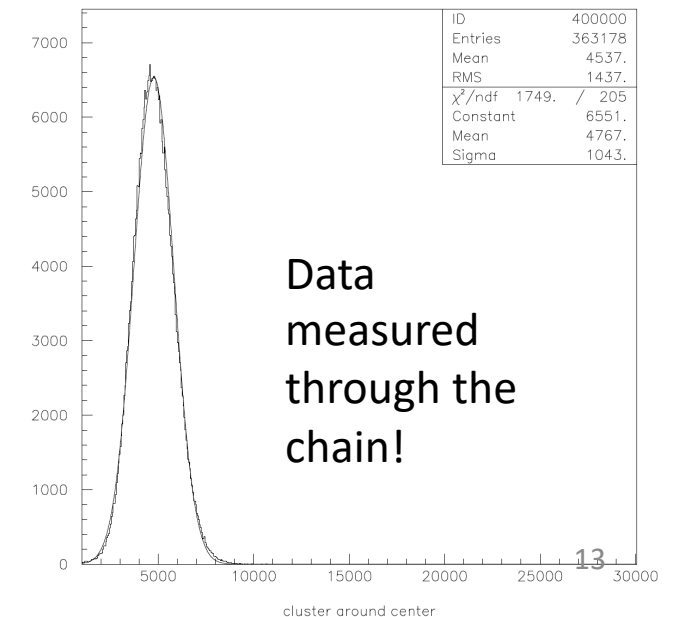 ID 400000
Entries 363178
Mean 4537.
RMS 1437.
χ²/ndf 1749. / 205
Constant 6551.
Mean 4767.
Sigma 1043.
7000
6000
5000
4000
3000
2000
1000
0
Data
measured
through the
chain!
13
5000 10000 15000 20000 25000 30000
cluster around center